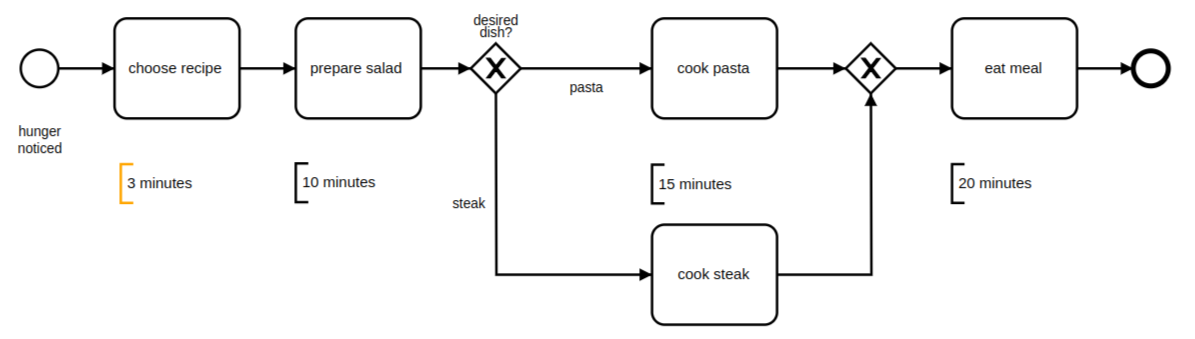 desired
dish?
choose recipe
prepare salad
cook pasta
eat meal
X
X
pasta
hunger
noticed
3 minutes
10 minutes
15 minutes
20 minutes
steak
cook steak